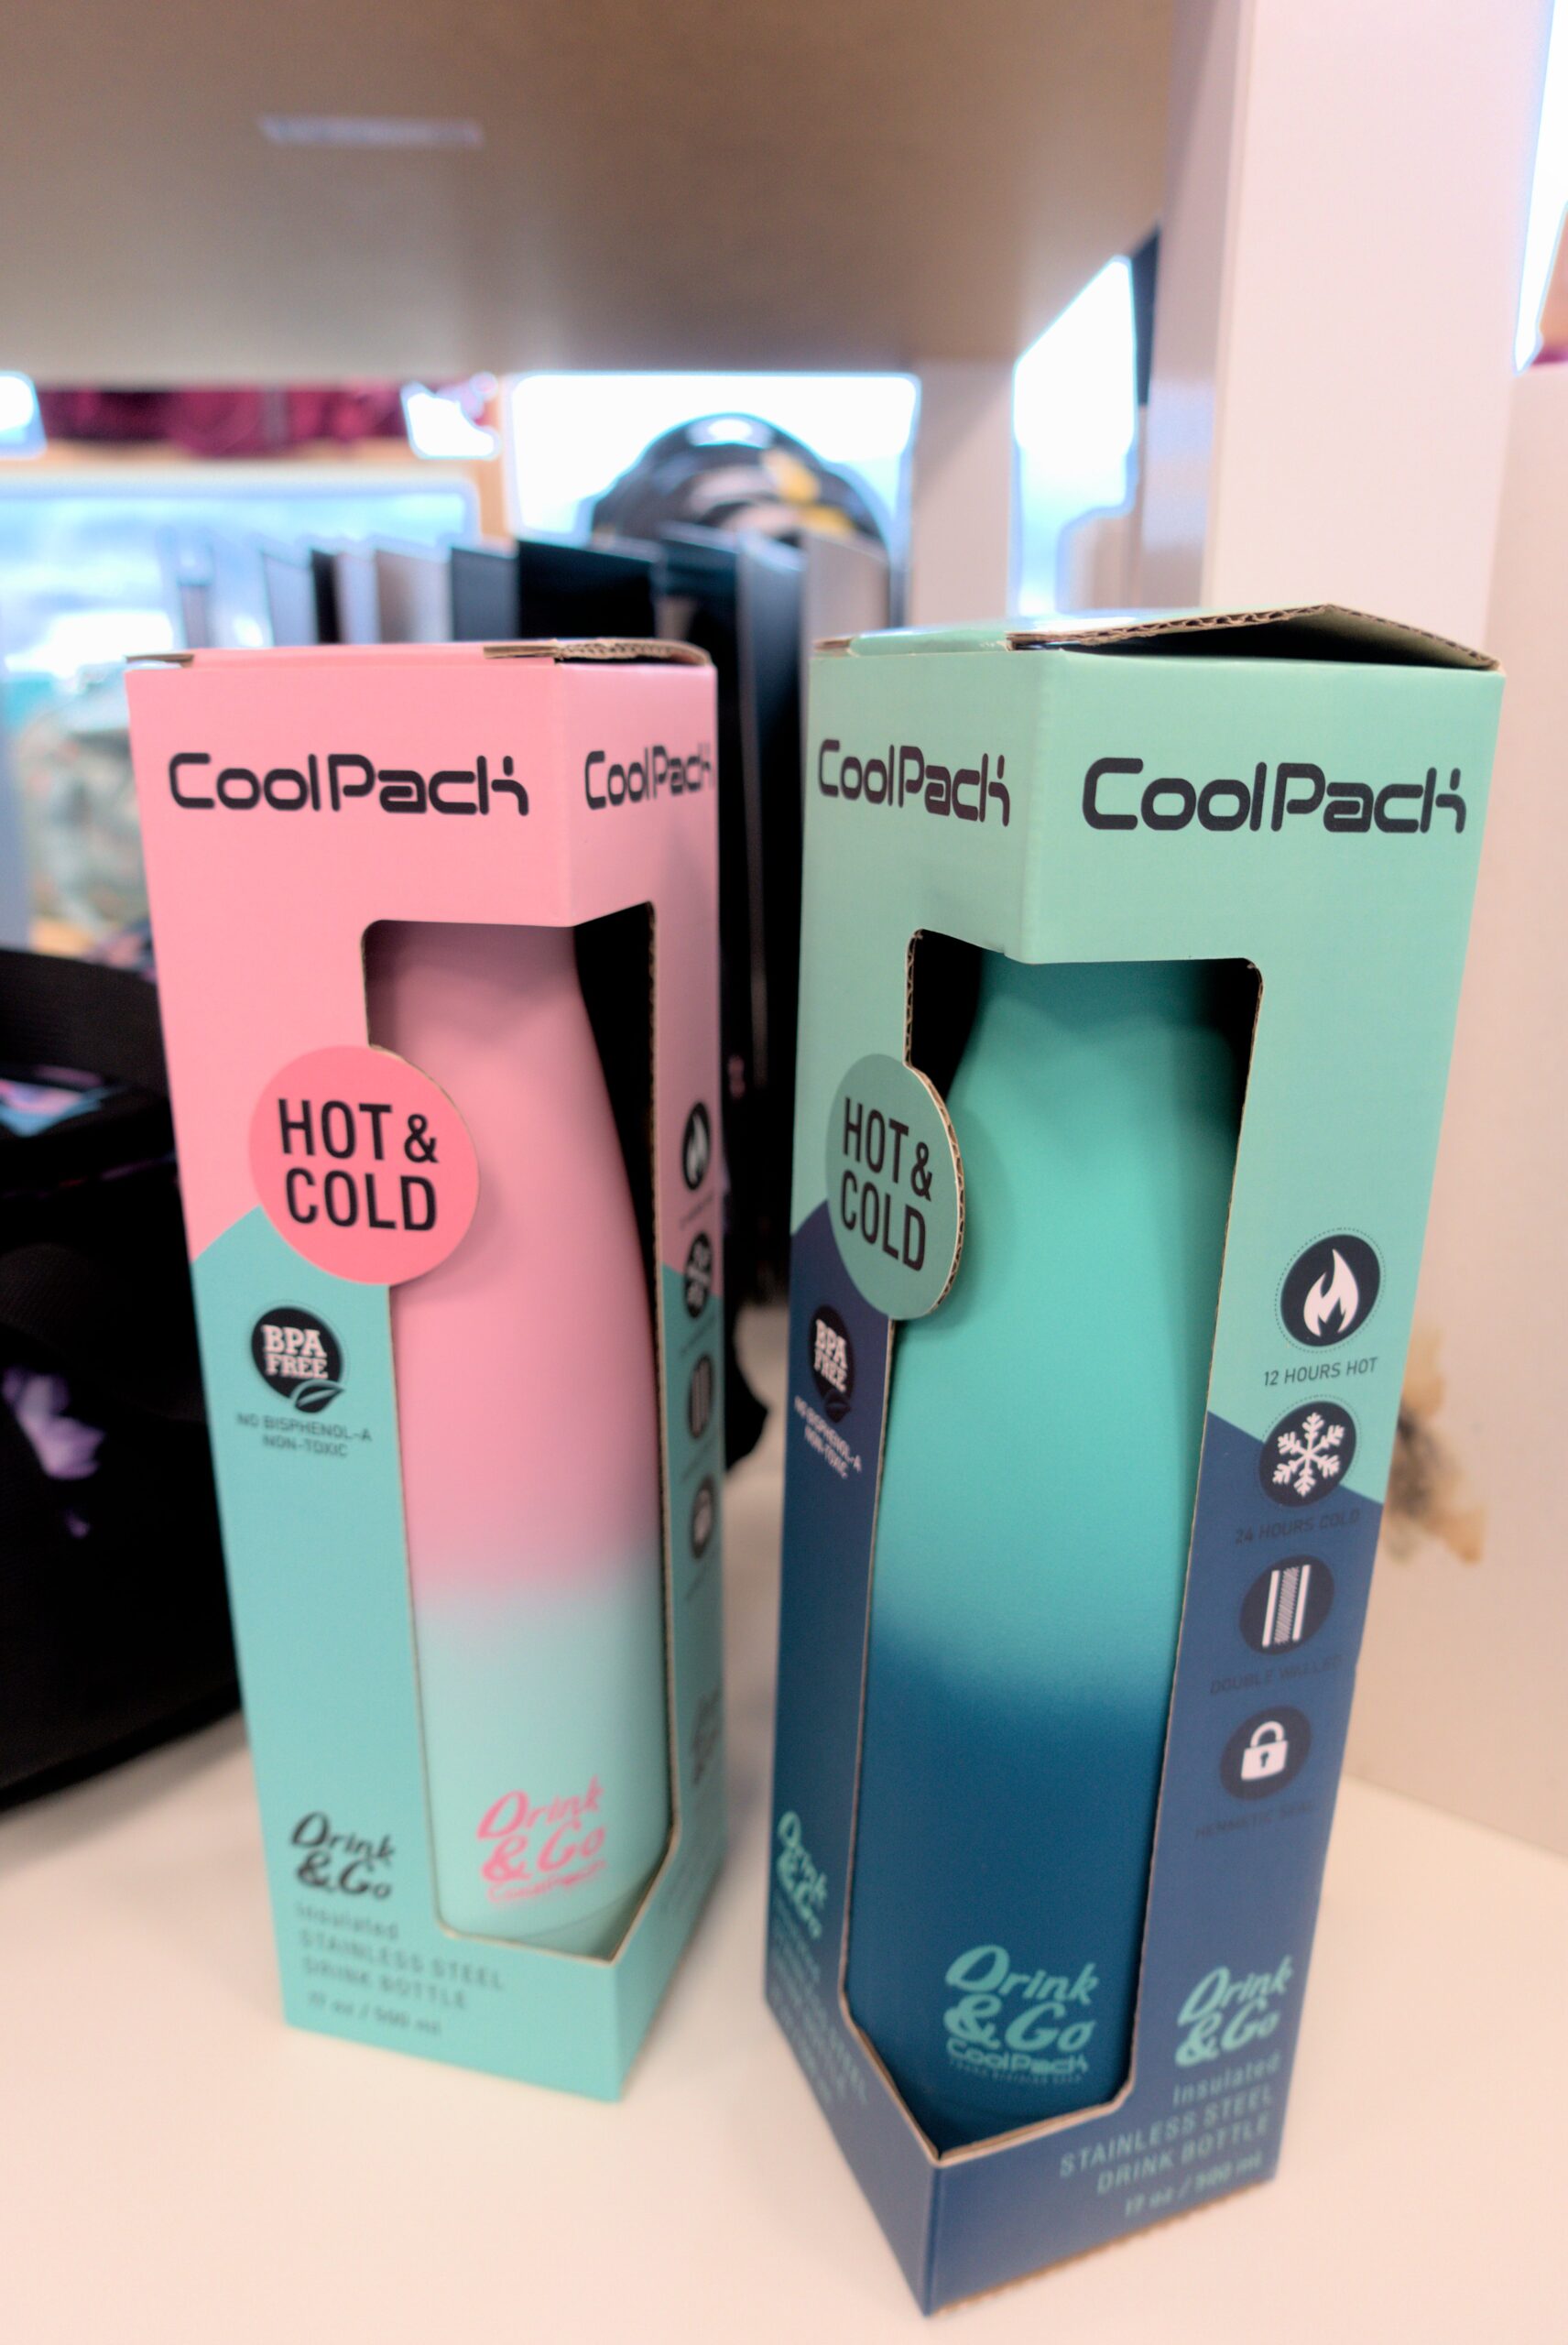 CoolPack
CoolPack
HOT &
COLD
BPA
FREE
NO BISPHENOL-A
NON-TOXIC
Drink
& Go
Insulated
STAINLESS STEEL
DRINK BOTTLE
17 oz / 500 ml
Drink
& Go
CoolPack
CoolPack
CoolPack
HOT &
COLD
BPA
FREE
NO BISPHENOL-A
NON-TOXIC
12 HOURS HOT
24 HOURS COLD
DOUBLE WALLED
HERMETIC SEAL
Drink
& Go
Drink
& Go
CoolPack
Drink
& Go
Insulated
STAINLESS STEEL
DRINK BOTTLE
17 oz / 500 ml